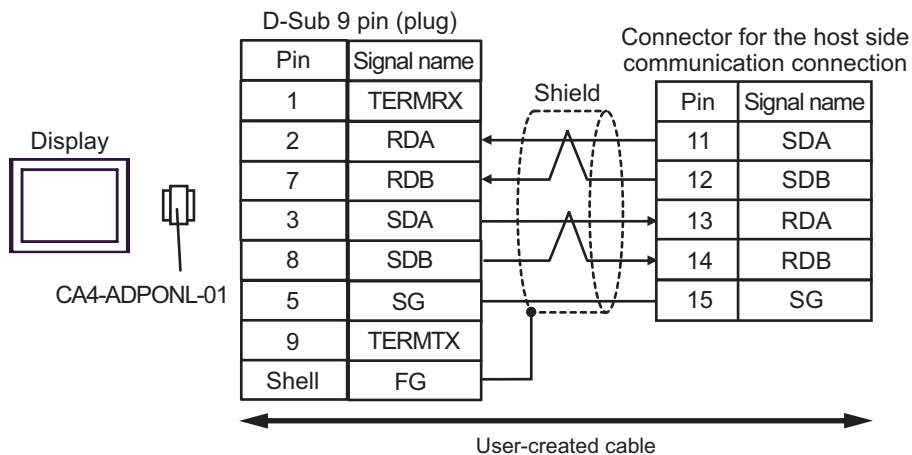 D-Sub 9 pin (plug)
Connector for the host side
communication connection
Pin Signal name
1 TERMRX
2 RDA
7 RDB
3 SDA
8 SDB
5 SG
9 TERMTX
Shell FG
Shield
Pin Signal name
11 SDA
12 SDB
13 RDA
14 RDB
15 SG
Display
CA4-ADPONL-01
User-created cable